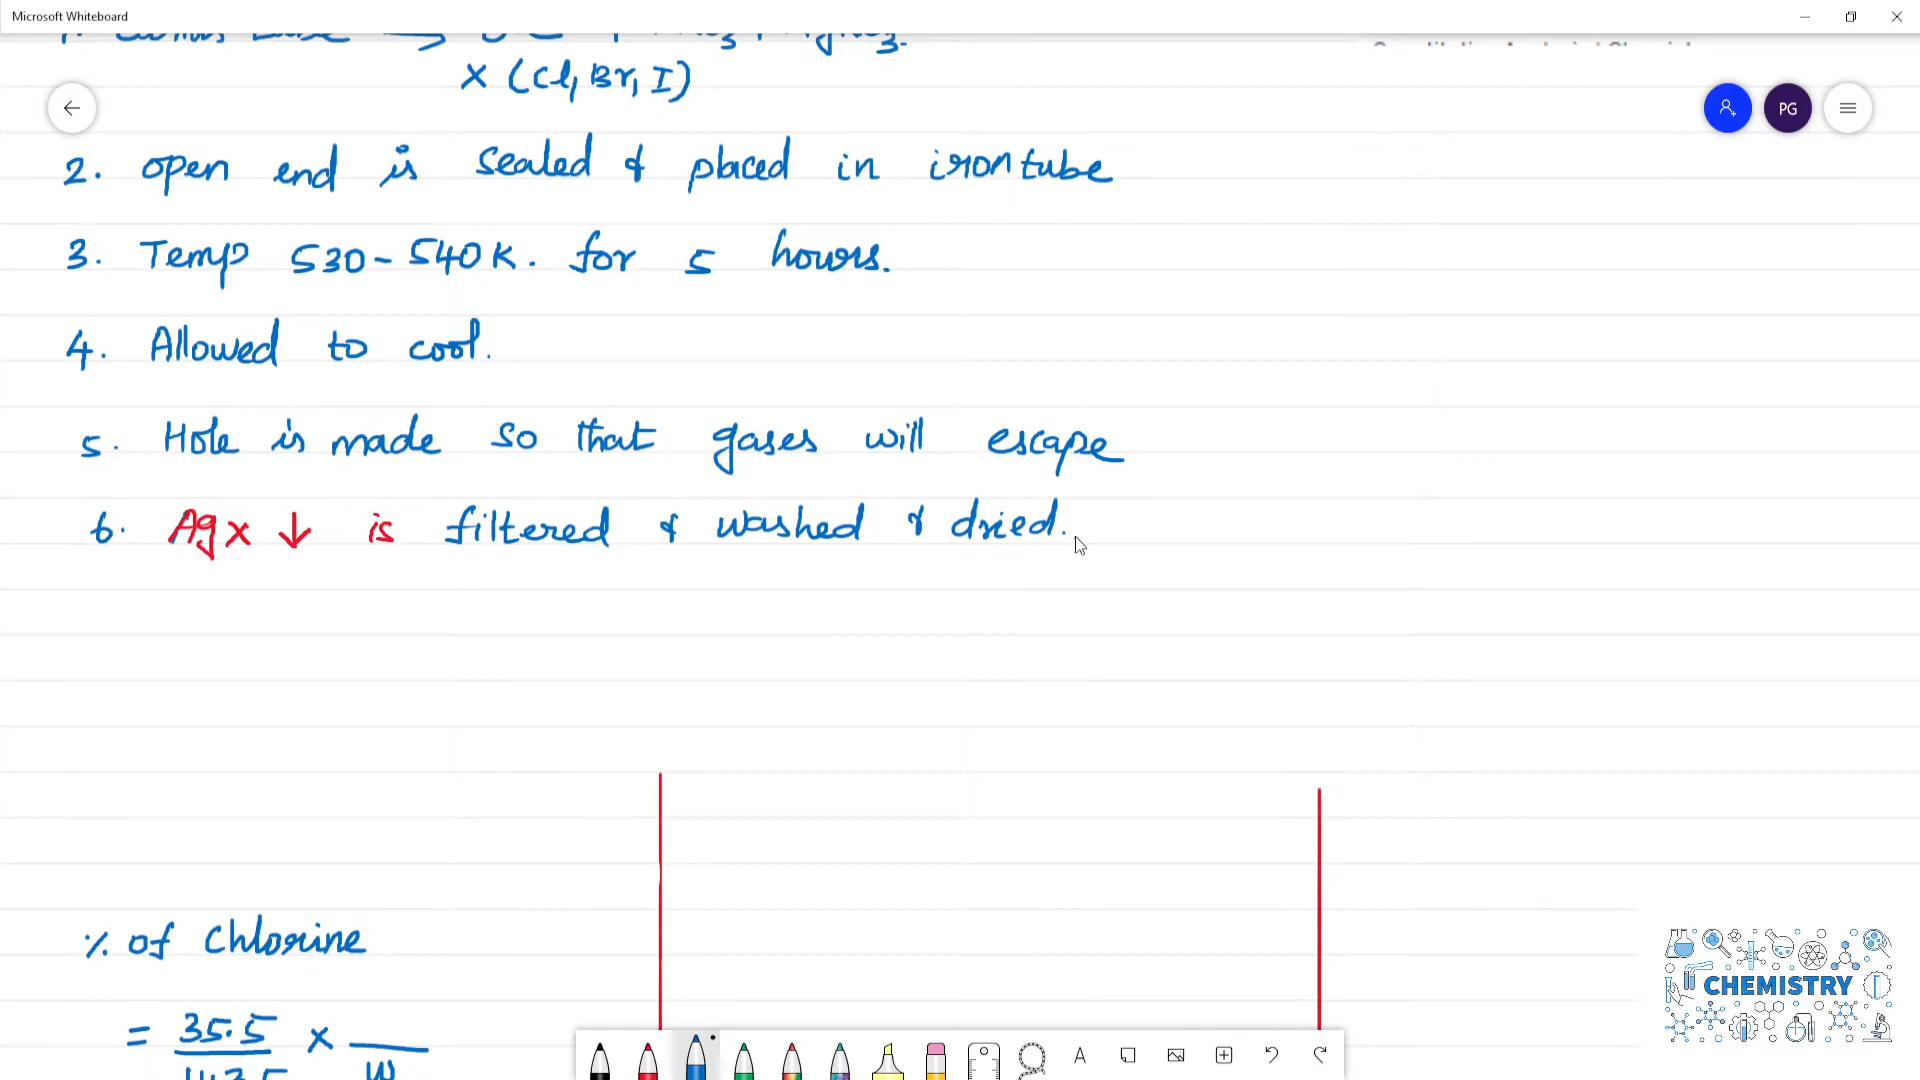 Microsoft Whiteboard
X (Cl, Br, I)
PG
2. open end is sealed & placed in iron tube
3. Temp 530-540K. for 5 hours.
4. Allowed to cool.
5. Hole is made so that gases will escape
6. AgX ↓ is filtered & washed & dried.
% of Chlorine
= 35.5 × ___
W
CHEMISTRY
A